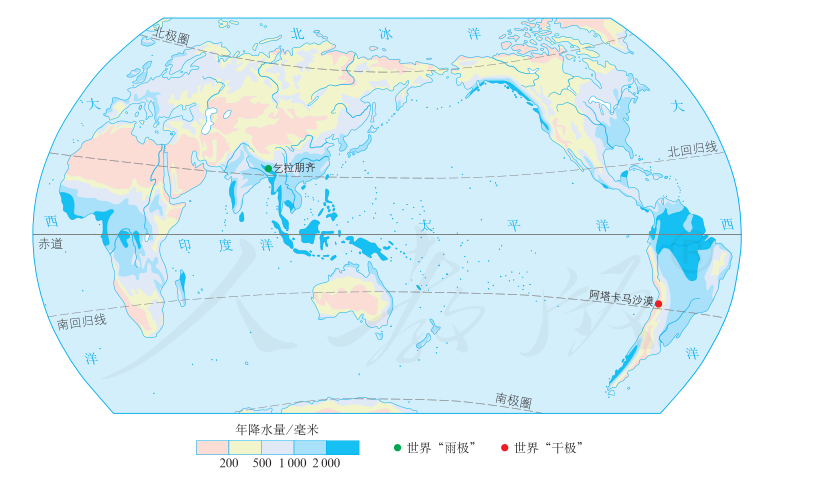 北极圈
北 冰 洋
大
大
北回归线
乞拉朋齐
西
太 平 洋
西
赤道
印 度 洋
阿塔卡马沙漠
南回归线
洋
洋
南极圈
人教版
年降水量/毫米
200 500 1 000 2 000
世界“雨极”
世界“干极”